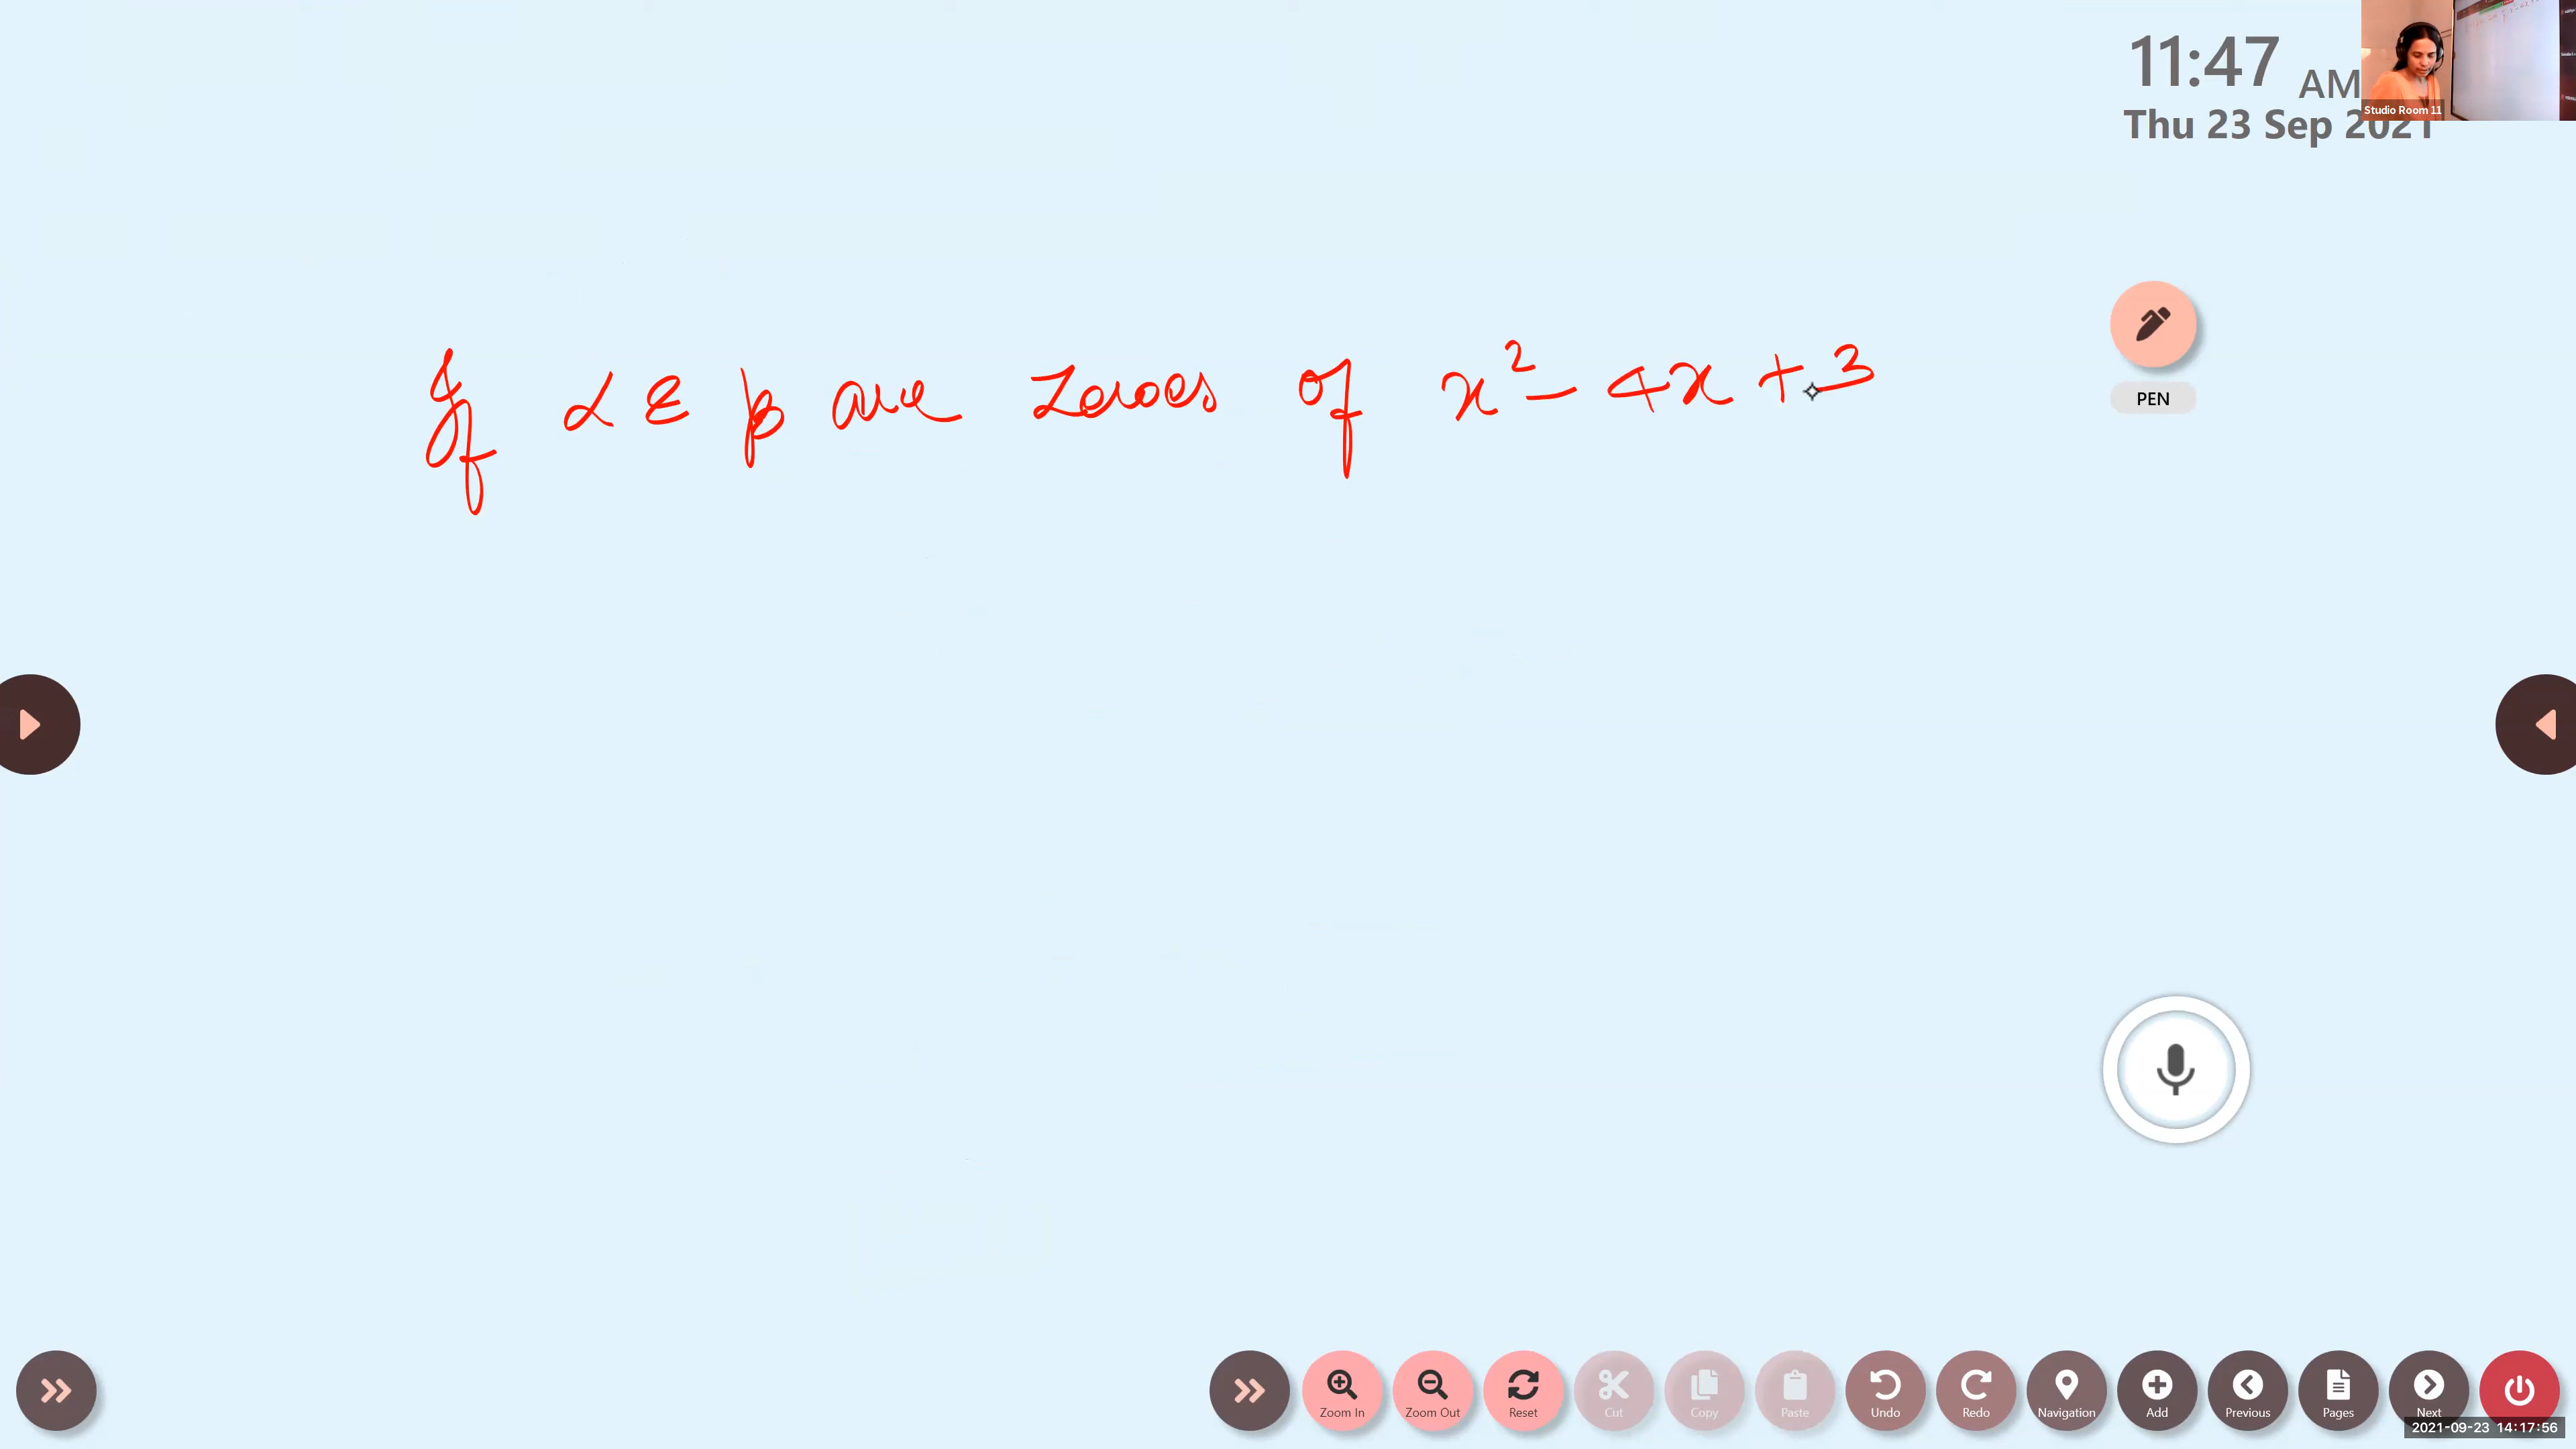 11:47 AM
Studio Room 11
Thu 23 Sep 2021
If α & β are zeroes of x² - 4x + 3
PEN
Zoom In Zoom Out Reset Cut Copy Paste Undo Redo Navigation Add Previous Pages Next
2021-09-23 14:17:56